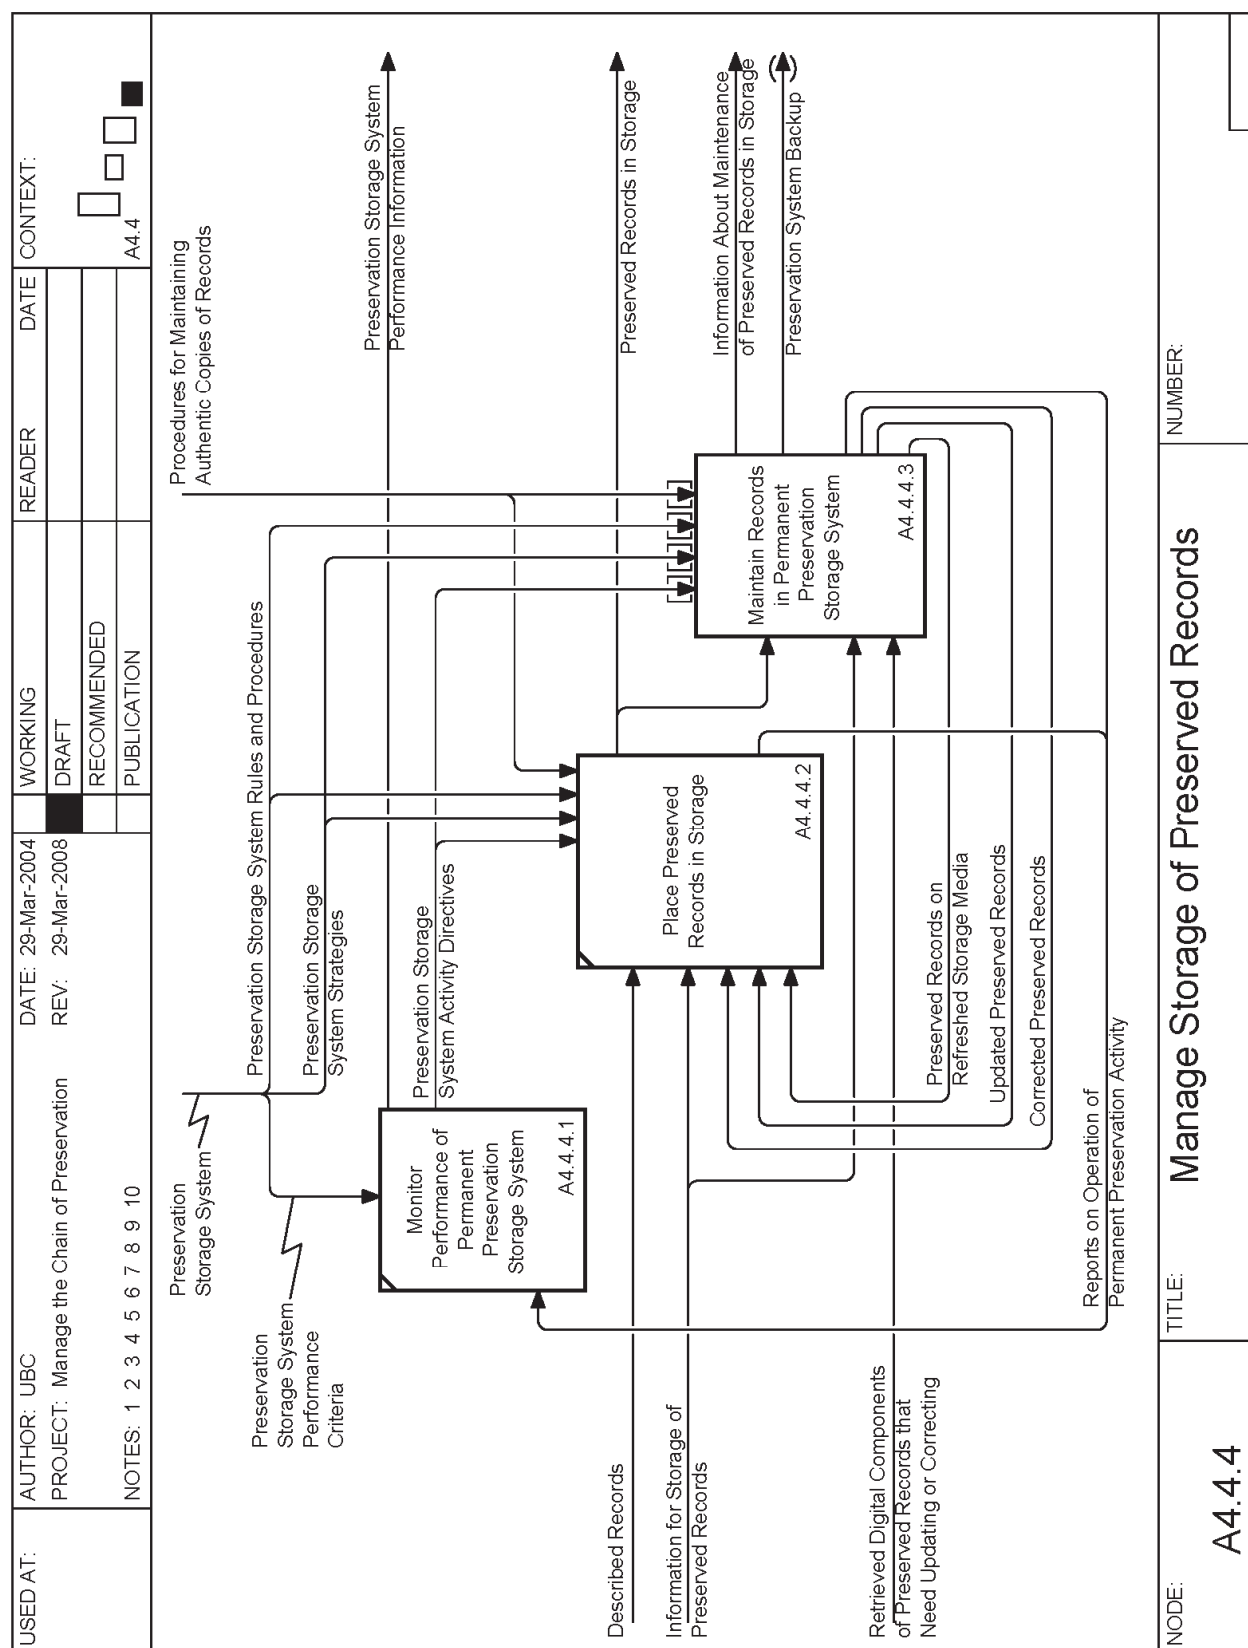 USED AT:
AUTHOR: UBC
PROJECT: Manage the Chain of Preservation
NOTES: 1 2 3 4 5 6 7 8 9 10
DATE: 29-Mar-2004
REV: 29-Mar-2008
WORKING
DRAFT
RECOMMENDED
PUBLICATION
READER
DATE
CONTEXT:
A4.4
Preservation
Storage System
Procedures for Maintaining
Authentic Copies of Records
Preservation Storage System Rules and Procedures
Preservation
Storage System
Performance
Criteria
Preservation Storage
System Strategies
Preservation Storage System
Performance Information
Monitor
Performance of
Permanent
Preservation
Storage System
A4.4.4.1
Preservation Storage
System Activity Directives
Described Records
Information for Storage of
Preserved Records
Place Preserved
Records in Storage
A4.4.4.2
Preserved Records in Storage
Maintain Records
in Permanent
Preservation
Storage System
A4.4.4.3
Information About Maintenance
of Preserved Records in Storage
Preservation System Backup
Retrieved Digital Components
of Preserved Records that
Need Updating or Correcting
Preserved Records on
Refreshed Storage Media
Updated Preserved Records
Corrected Preserved Records
Reports on Operation of
Permanent Preservation Activity
NODE:
A4.4.4
TITLE:
Manage Storage of Preserved Records
NUMBER: